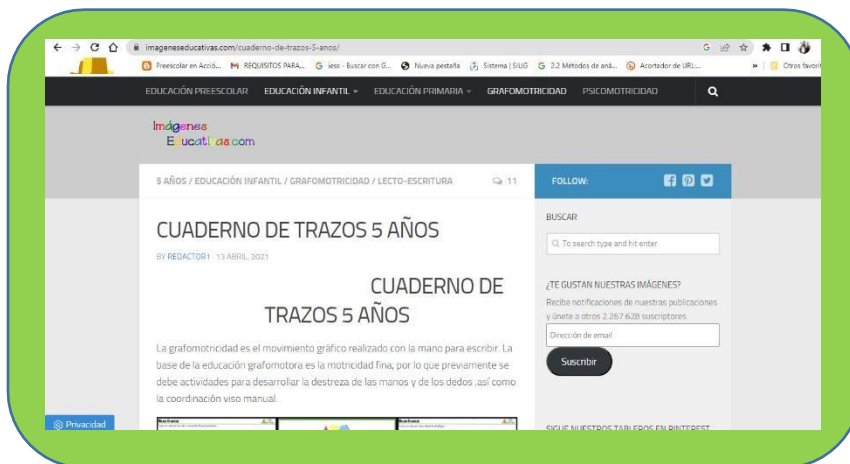 imageneseducativas.com/cuaderno-de-trazos-5-anos/
Preescolar en Acció... REQUISITOS PARA... iess - Buscar con G... Nueva pestaña Sistema | SIUG 2.2 Métodos de aná... Acortador de URL:... » Otros favorit
EDUCACIÓN PREESCOLAR EDUCACIÓN INFANTIL EDUCACIÓN PRIMARIA GRAFOMOTRICIDAD PSICOMOTRICIDAD
Imágenes
Educativas.com
5 AÑOS / EDUCACIÓN INFANTIL / GRAFOMOTRICIDAD / LECTO-ESCRITURA 11
FOLLOW:
CUADERNO DE TRAZOS 5 AÑOS
BY REDACTOR1 · 13 ABRIL, 2021
CUADERNO DE
TRAZOS 5 AÑOS
La grafomotricidad es el movimiento gráfico realizado con la mano para escribir. La
base de la educación grafomotora es la motricidad fina, por lo que previamente se
debe actividades para desarrollar la destreza de las manos y de los dedos ,así como
la coordinación viso manual.
BUSCAR
To search type and hit enter
¿TE GUSTAN NUESTRAS IMÁGENES?
Recibe notificaciones de nuestras publicaciones
y únete a otros 2.267.628 suscriptores.
Dirección de email
Suscribir
SIGUE NUESTROS TABLEROS EN PINTEREST
Privacidad